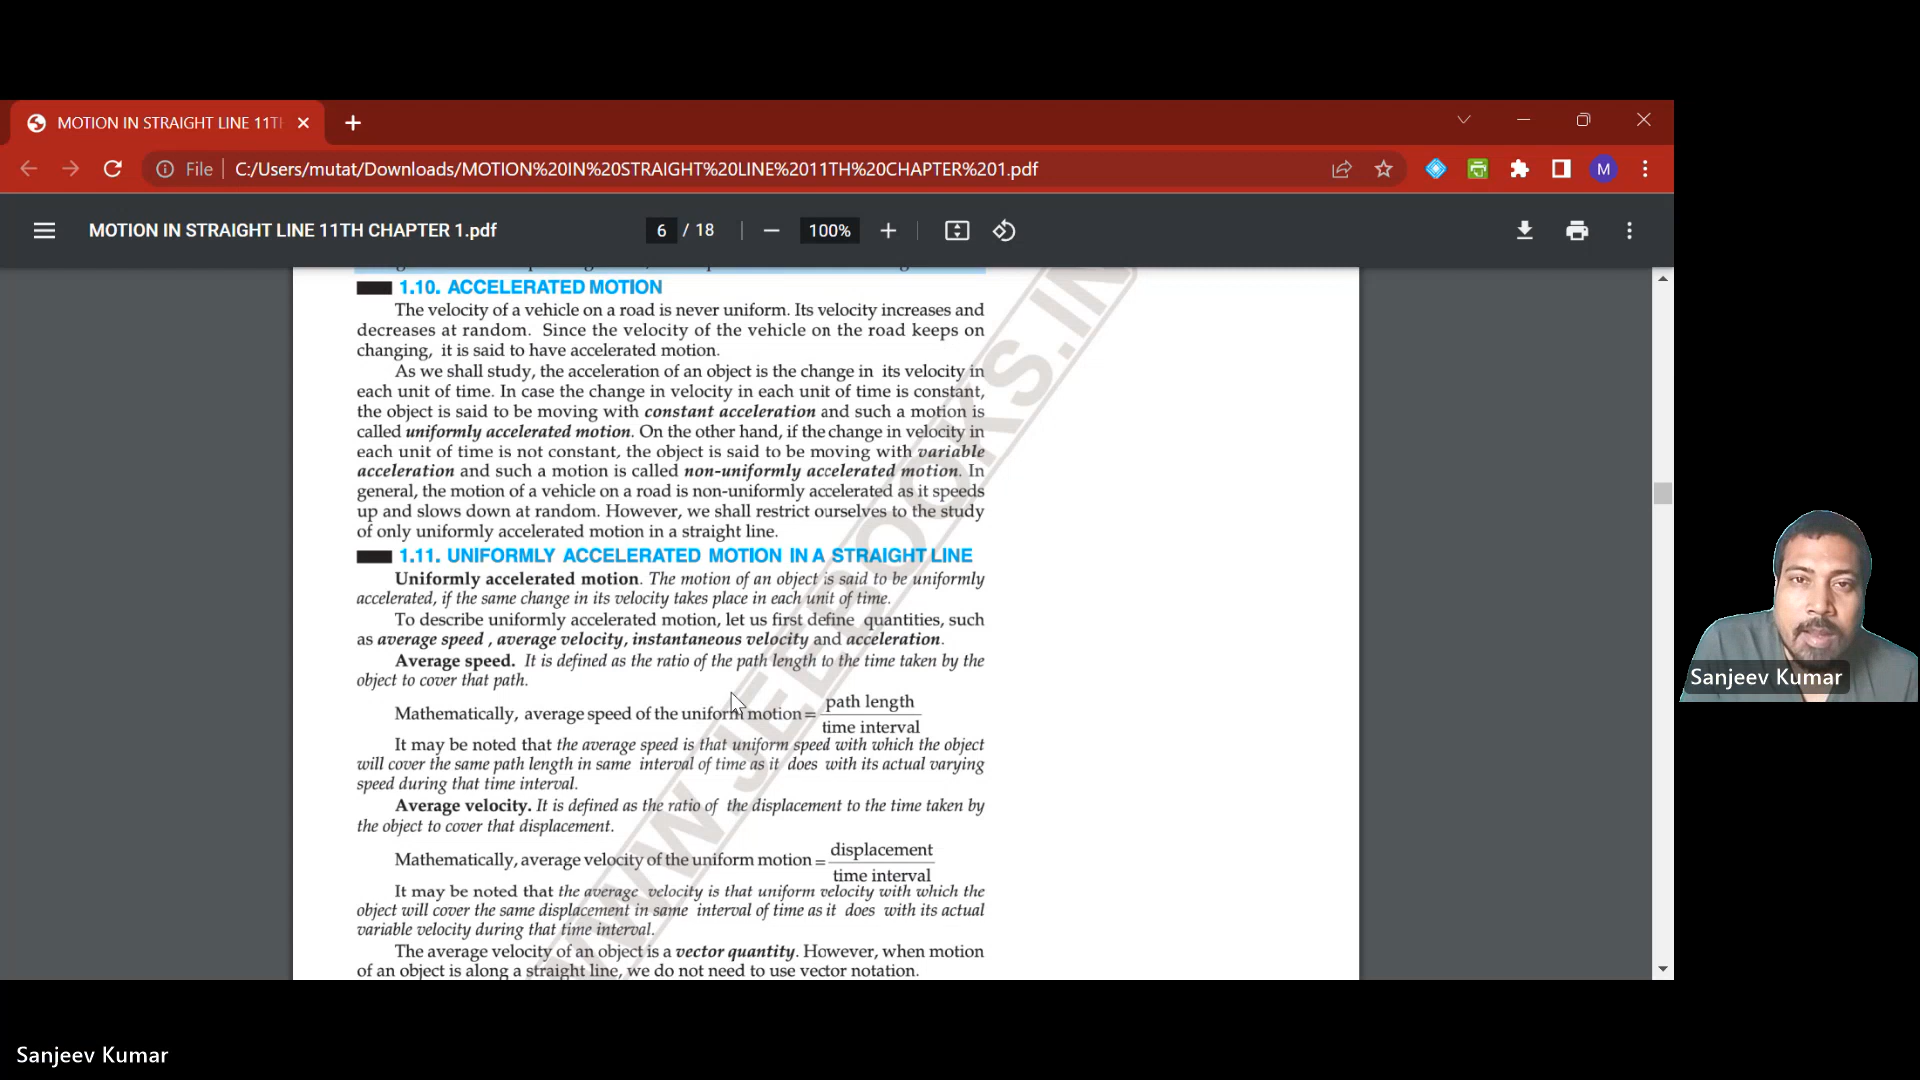 MOTION IN STRAIGHT LINE 11TH
File C:/Users/mutat/Downloads/MOTION%20IN%20STRAIGHT%20LINE%2011TH%20CHAPTER%201.pdf
M
MOTION IN STRAIGHT LINE 11TH CHAPTER 1.pdf 6 / 18 100%
1.10. ACCELERATED MOTION
The velocity of a vehicle on a road is never uniform. Its velocity increases and
decreases at random. Since the velocity of the vehicle on the road keeps on
changing, it is said to have accelerated motion.
As we shall study, the acceleration of an object is the change in its velocity in
each unit of time. In case the change in velocity in each unit of time is constant,
the object is said to be moving with constant acceleration and such a motion is
called uniformly accelerated motion. On the other hand, if the change in velocity in
each unit of time is not constant, the object is said to be moving with variable
acceleration and such a motion is called non-uniformly accelerated motion. In
general, the motion of a vehicle on a road is non-uniformly accelerated as it speeds
up and slows down at random. However, we shall restrict ourselves to the study
of only uniformly accelerated motion in a straight line.
1.11. UNIFORMLY ACCELERATED MOTION IN A STRAIGHT LINE
Uniformly accelerated motion. The motion of an object is said to be uniformly
accelerated, if the same change in its velocity takes place in each unit of time.
To describe uniformly accelerated motion, let us first define quantities, such
as average speed , average velocity, instantaneous velocity and acceleration.
Average speed. It is defined as the ratio of the path length to the time taken by the
object to cover that path.
Mathematically, average speed of the uniform motion = path length
time interval
It may be noted that the average speed is that uniform speed with which the object
will cover the same path length in same interval of time as it does with its actual varying
speed during that time interval.
Average velocity. It is defined as the ratio of the displacement to the time taken by
the object to cover that displacement.
Mathematically, average velocity of the uniform motion = displacement
time interval
It may be noted that the average velocity is that uniform velocity with which the
object will cover the same displacement in same interval of time as it does with its actual
variable velocity during that time interval.
The average velocity of an object is a vector quantity. However, when motion
of an object is along a straight line, we do not need to use vector notation.
WWW.JEEBOOKS.IN
Sanjeev Kumar
Sanjeev Kumar